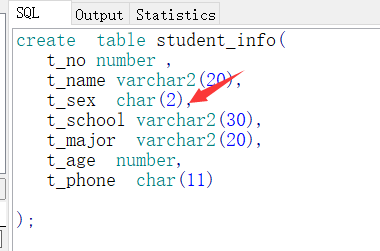 SQL Output Statistics
create  table student_info(
t_no number ,
t_name varchar2(20),
t_sex  char(2),
t_school varchar2(30),
t_major  varchar2(20),
t_age  number,
t_phone  char(11)
);